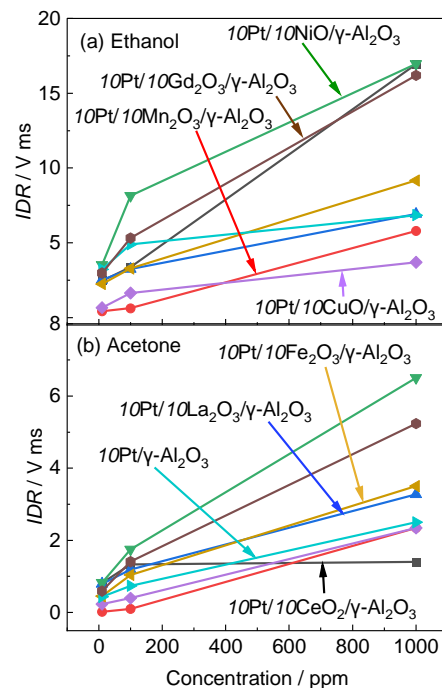 20
(a) Ethanol
10Pt/10NiO/γ-Al2O3
10Pt/10Gd2O3/γ-Al2O3
15
10Pt/10Mn2O3/γ-Al2O3
10
IDR / V ms
5
10Pt/10CuO/γ-Al2O3
8
(b) Acetone
10Pt/10Fe2O3/γ-Al2O3
6
10Pt/10La2O3/γ-Al2O3
10Pt/γ-Al2O3
4
IDR / V ms
2
10Pt/10CeO2/γ-Al2O3
0
0 200 400 600 800 1000
Concentration / ppm